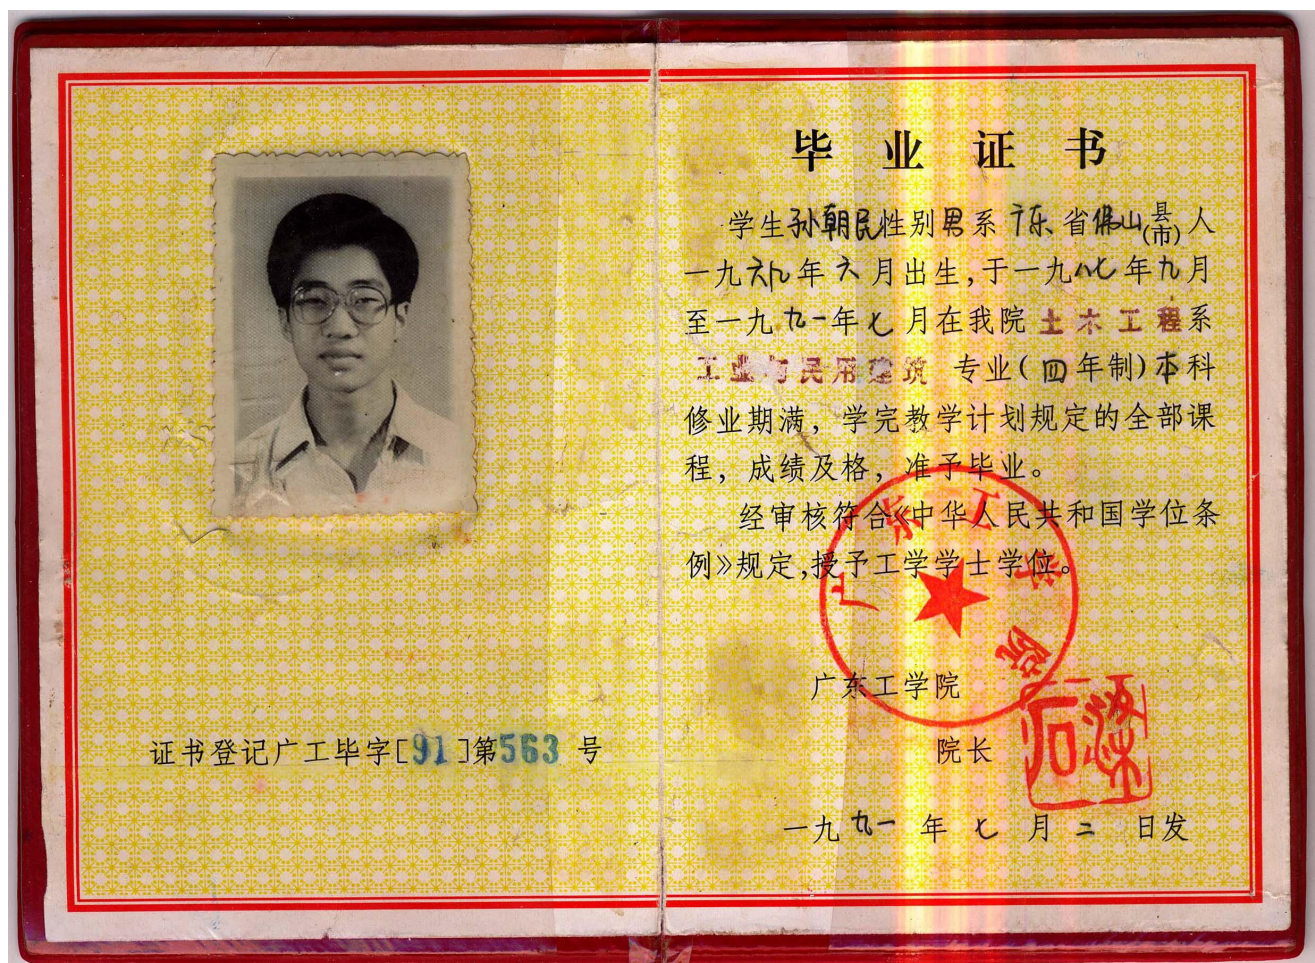 证书登记广工毕字[91]第563号
毕业证书
学生孙朝民性别男系广东省佛山县(市)人
一九六九年六月出生,于一九八七年九月
至一九九一年七月在我院土木工程系
工业与民用建筑 专业(四年制)本科
修业期满,学完教学计划规定的全部课
程,成绩及格,准予毕业。
经审核符合《中华人民共和国学位条
例》规定,授予工学学士学位。
广东工学院
广东工学院
院长
一九九一年七月二日发